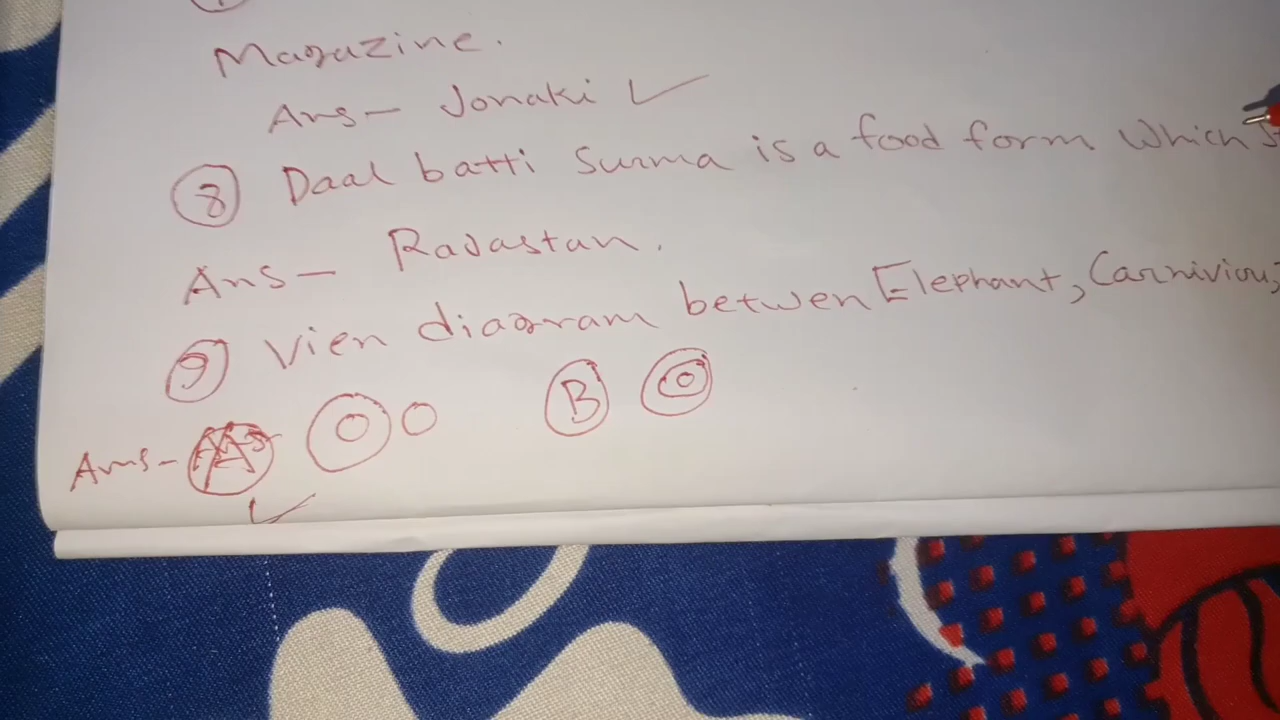 Magazine.
Ans- Jonaki ✓
8 Daal batti Surma is a food form which
Ans- Rajastan.
9 Vien diagram betwen Elephant, Carnivious,
Ans- A B